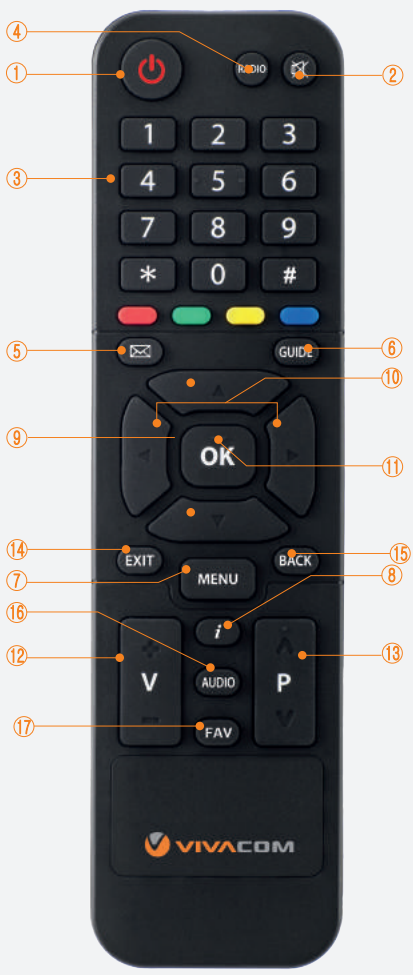 ④
① RADIO ②
1 2 3
③ 4 5 6
7 8 9
* 0 #
⑤ GUIDE ⑥
⑩
⑨ OK ⑪
⑭ EXIT BACK ⑮
⑦ MENU ⑧
⑯ i
⑫ V AUDIO P ⑬
⑰ FAV
VIVACOM